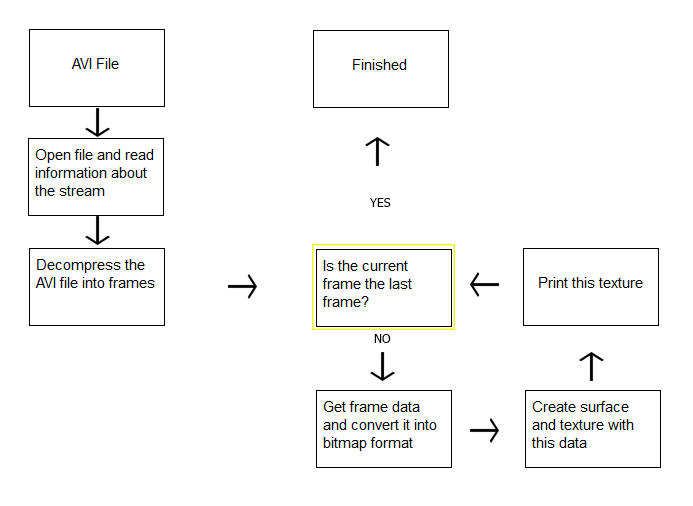 AVI File
Open file and read
information about
the stream
Decompress the
AVI file into frames
Finished
YES
Is the current
frame the last
frame?
NO
Get frame data
and convert it into
bitmap format
Create surface
and texture with
this data
Print this texture